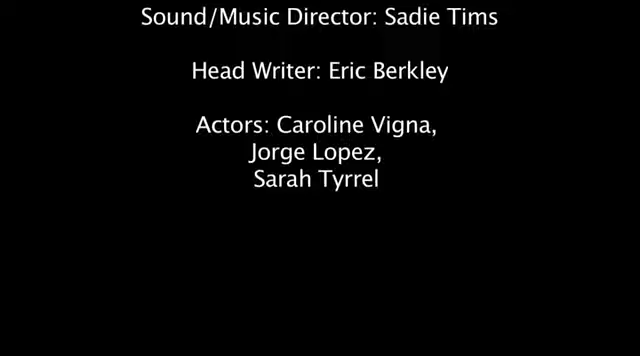 Sound/Music Director: Sadie Tims
Head Writer: Eric Berkley
Actors: Caroline Vigna,
Jorge Lopez,
Sarah Tyrrel